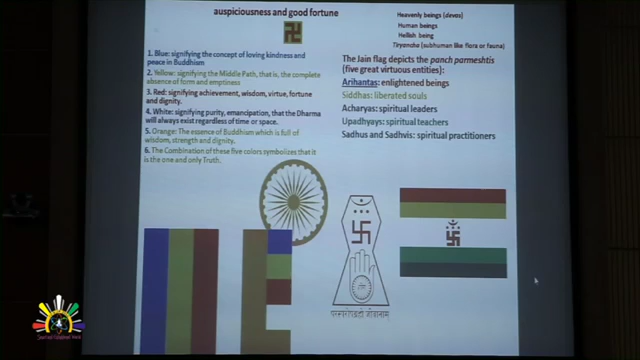 auspiciousness and good fortune
1. Blue: signifying the concept of loving kindness and
peace in Buddhism
2. Yellow: signifying the Middle Path, that is, the complete
absence of form and emptiness
3. Red: signifying achievement, wisdom, virtue, fortune
and dignity.
4. White: signifying purity, emancipation, that the Dharma
will always exist regardless of time or space.
5. Orange: The essence of Buddhism which is full of
wisdom, strength and dignity.
6. The Combination of these five colors symbolizes that it
is the one and only Truth.
Heavenly beings (devas)
Human beings
Hellish being
Tiryancha (subhuman like flora or fauna)
The Jain flag depicts the panch parmeshtis
(five great virtuous entities):
Arihantas: enlightened beings
Siddhas: liberated souls
Acharyas: spiritual leaders
Upadhyays: spiritual teachers
Sadhus and Sadhvis: spiritual practitioners
परस्परोपग्रहो जीवानाम्